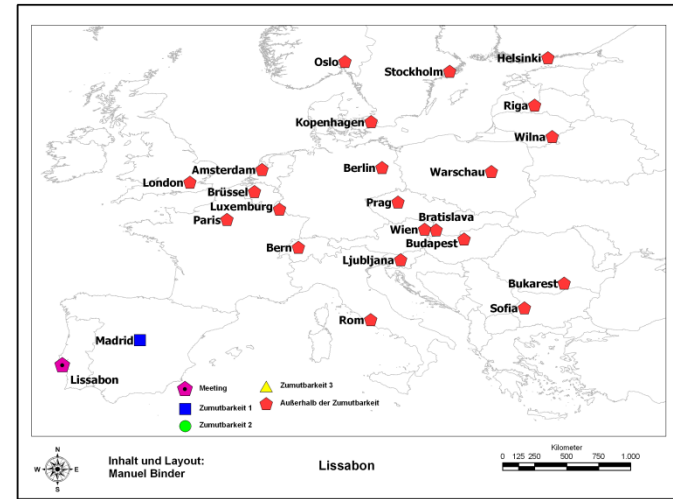 Oslo
Helsinki
Stockholm
Riga
Kopenhagen
Wilna
Amsterdam
Berlin
Warschau
London
Brüssel
Luxemburg
Prag
Paris
Bratislava
Wien
Budapest
Bern
Ljubljana
Bukarest
Sofia
Rom
Madrid
Lissabon
Meeting
Zumutbarkeit 1
Zumutbarkeit 2
Zumutbarkeit 3
Außerhalb der Zumutbarkeit
N
W
E
S
Inhalt und Layout:
Manuel Binder
Lissabon
Kilometer
0 125 250 500 750 1.000